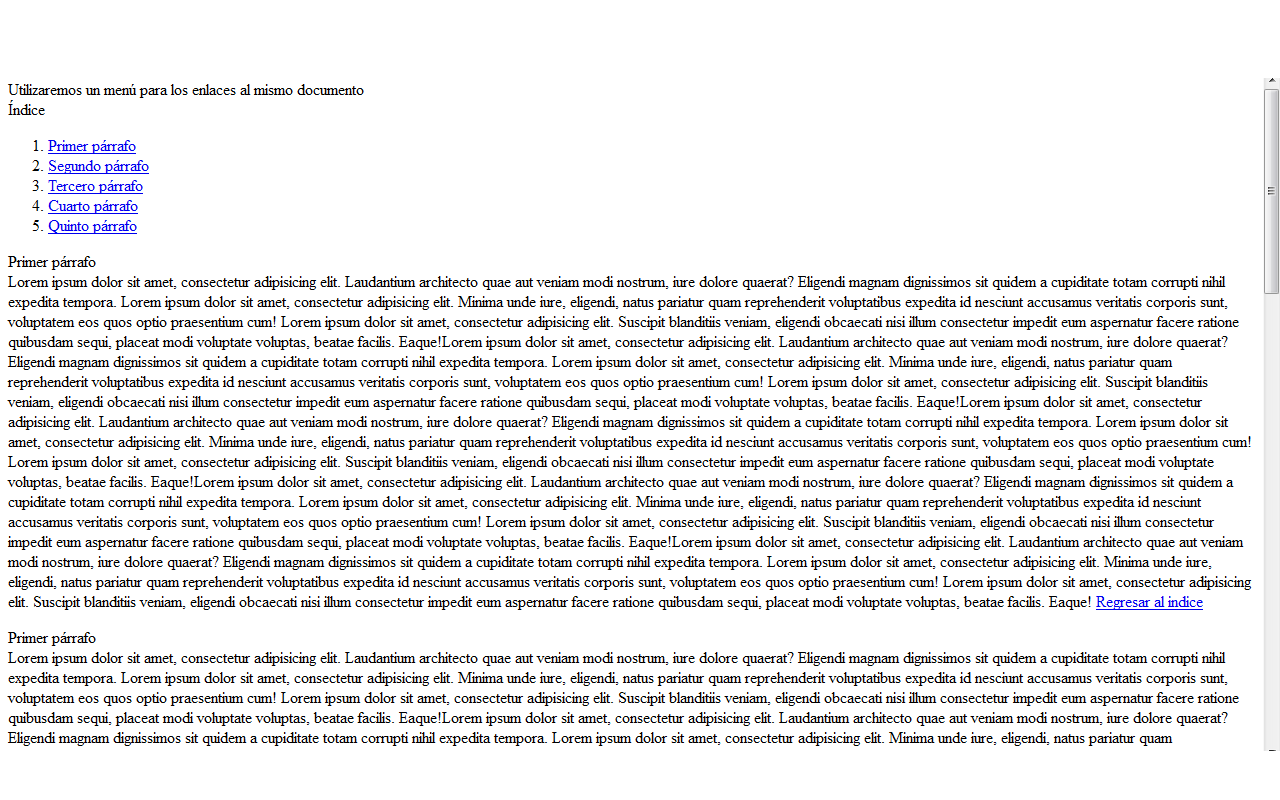 Utilizaremos un menú para los enlaces al mismo documento
Índice
1. Primer párrafo
2. Segundo párrafo
3. Tercero párrafo
4. Cuarto párrafo
5. Quinto párrafo
Primer párrafo
Lorem ipsum dolor sit amet, consectetur adipisicing elit. Laudantium architecto quae aut veniam modi nostrum, iure dolore quaerat? Eligendi magnam dignissimos sit quidem a cupiditate totam corrupti nihil
expedita tempora. Lorem ipsum dolor sit amet, consectetur adipisicing elit. Minima unde iure, eligendi, natus pariatur quam reprehenderit voluptatibus expedita id nesciunt accusamus veritatis corporis sunt,
voluptatem eos quos optio praesentium cum! Lorem ipsum dolor sit amet, consectetur adipisicing elit. Suscipit blanditiis veniam, eligendi obcaecati nisi illum consectetur impedit eum aspernatur facere ratione
quibusdam sequi, placeat modi voluptate voluptas, beatae facilis. Eaque!Lorem ipsum dolor sit amet, consectetur adipisicing elit. Laudantium architecto quae aut veniam modi nostrum, iure dolore quaerat?
Eligendi magnam dignissimos sit quidem a cupiditate totam corrupti nihil expedita tempora. Lorem ipsum dolor sit amet, consectetur adipisicing elit. Minima unde iure, eligendi, natus pariatur quam
reprehenderit voluptatibus expedita id nesciunt accusamus veritatis corporis sunt, voluptatem eos quos optio praesentium cum! Lorem ipsum dolor sit amet, consectetur adipisicing elit. Suscipit blanditiis
veniam, eligendi obcaecati nisi illum consectetur impedit eum aspernatur facere ratione quibusdam sequi, placeat modi voluptate voluptas, beatae facilis. Eaque!Lorem ipsum dolor sit amet, consectetur
adipisicing elit. Laudantium architecto quae aut veniam modi nostrum, iure dolore quaerat? Eligendi magnam dignissimos sit quidem a cupiditate totam corrupti nihil expedita tempora. Lorem ipsum dolor sit
amet, consectetur adipisicing elit. Minima unde iure, eligendi, natus pariatur quam reprehenderit voluptatibus expedita id nesciunt accusamus veritatis corporis sunt, voluptatem eos quos optio praesentium cum!
Lorem ipsum dolor sit amet, consectetur adipisicing elit. Suscipit blanditiis veniam, eligendi obcaecati nisi illum consectetur impedit eum aspernatur facere ratione quibusdam sequi, placeat modi voluptate
voluptas, beatae facilis. Eaque!Lorem ipsum dolor sit amet, consectetur adipisicing elit. Laudantium architecto quae aut veniam modi nostrum, iure dolore quaerat? Eligendi magnam dignissimos sit quidem a
cupiditate totam corrupti nihil expedita tempora. Lorem ipsum dolor sit amet, consectetur adipisicing elit. Minima unde iure, eligendi, natus pariatur quam reprehenderit voluptatibus expedita id nesciunt
accusamus veritatis corporis sunt, voluptatem eos quos optio praesentium cum! Lorem ipsum dolor sit amet, consectetur adipisicing elit. Suscipit blanditiis veniam, eligendi obcaecati nisi illum consectetur
impedit eum aspernatur facere ratione quibusdam sequi, placeat modi voluptate voluptas, beatae facilis. Eaque!Lorem ipsum dolor sit amet, consectetur adipisicing elit. Laudantium architecto quae aut veniam
modi nostrum, iure dolore quaerat? Eligendi magnam dignissimos sit quidem a cupiditate totam corrupti nihil expedita tempora. Lorem ipsum dolor sit amet, consectetur adipisicing elit. Minima unde iure,
eligendi, natus pariatur quam reprehenderit voluptatibus expedita id nesciunt accusamus veritatis corporis sunt, voluptatem eos quos optio praesentium cum! Lorem ipsum dolor sit amet, consectetur adipisicing
elit. Suscipit blanditiis veniam, eligendi obcaecati nisi illum consectetur impedit eum aspernatur facere ratione quibusdam sequi, placeat modi voluptate voluptas, beatae facilis. Eaque! Regresar al indice
Primer párrafo
Lorem ipsum dolor sit amet, consectetur adipisicing elit. Laudantium architecto quae aut veniam modi nostrum, iure dolore quaerat? Eligendi magnam dignissimos sit quidem a cupiditate totam corrupti nihil
expedita tempora. Lorem ipsum dolor sit amet, consectetur adipisicing elit. Minima unde iure, eligendi, natus pariatur quam reprehenderit voluptatibus expedita id nesciunt accusamus veritatis corporis sunt,
voluptatem eos quos optio praesentium cum! Lorem ipsum dolor sit amet, consectetur adipisicing elit. Suscipit blanditiis veniam, eligendi obcaecati nisi illum consectetur impedit eum aspernatur facere ratione
quibusdam sequi, placeat modi voluptate voluptas, beatae facilis. Eaque!Lorem ipsum dolor sit amet, consectetur adipisicing elit. Laudantium architecto quae aut veniam modi nostrum, iure dolore quaerat?
Eligendi magnam dignissimos sit quidem a cupiditate totam corrupti nihil expedita tempora. Lorem ipsum dolor sit amet, consectetur adipisicing elit. Minima unde iure, eligendi, natus pariatur quam